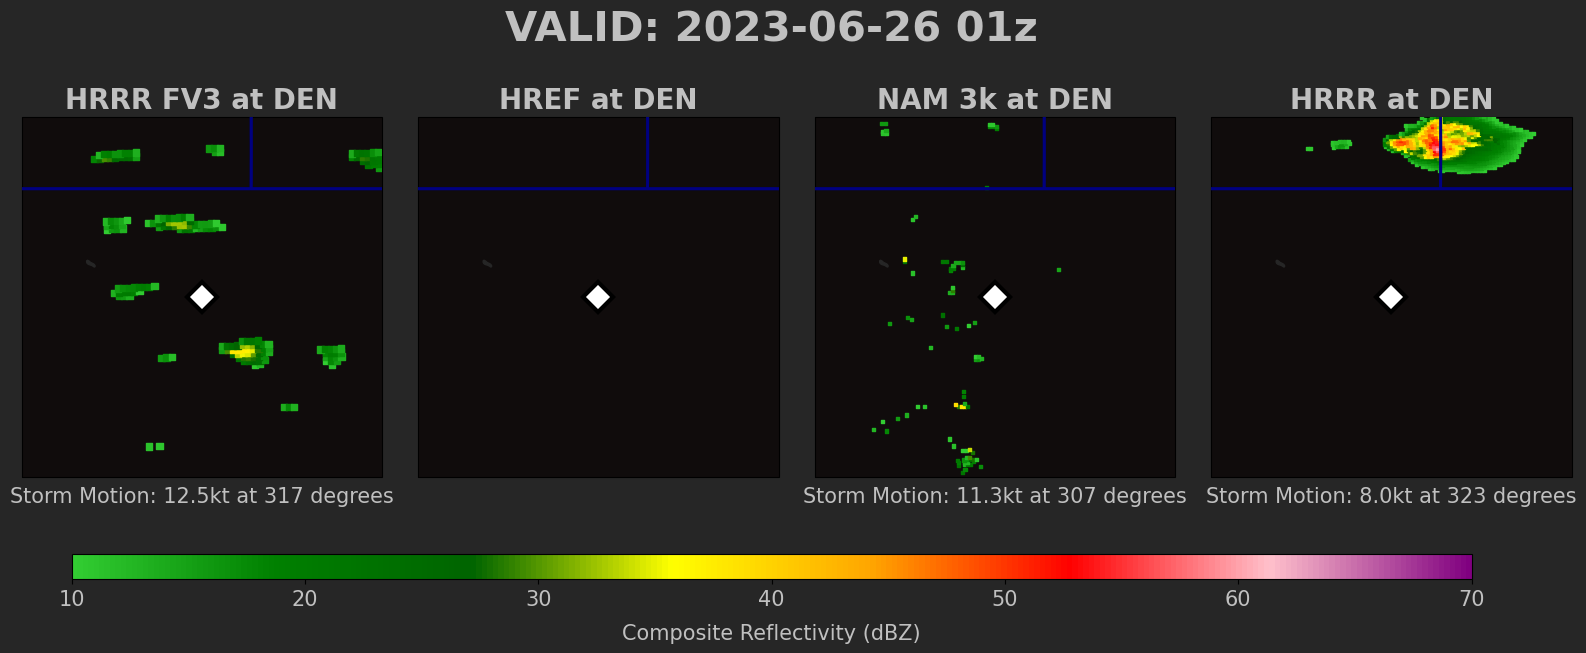 VALID: 2023-06-26 01z
HRRR FV3 at DEN
HREF at DEN
NAM 3k at DEN
HRRR at DEN
Storm Motion: 12.5kt at 317 degrees
Storm Motion: 11.3kt at 307 degrees
Storm Motion: 8.0kt at 323 degrees
10 20 30 40 50 60 70
Composite Reflectivity (dBZ)